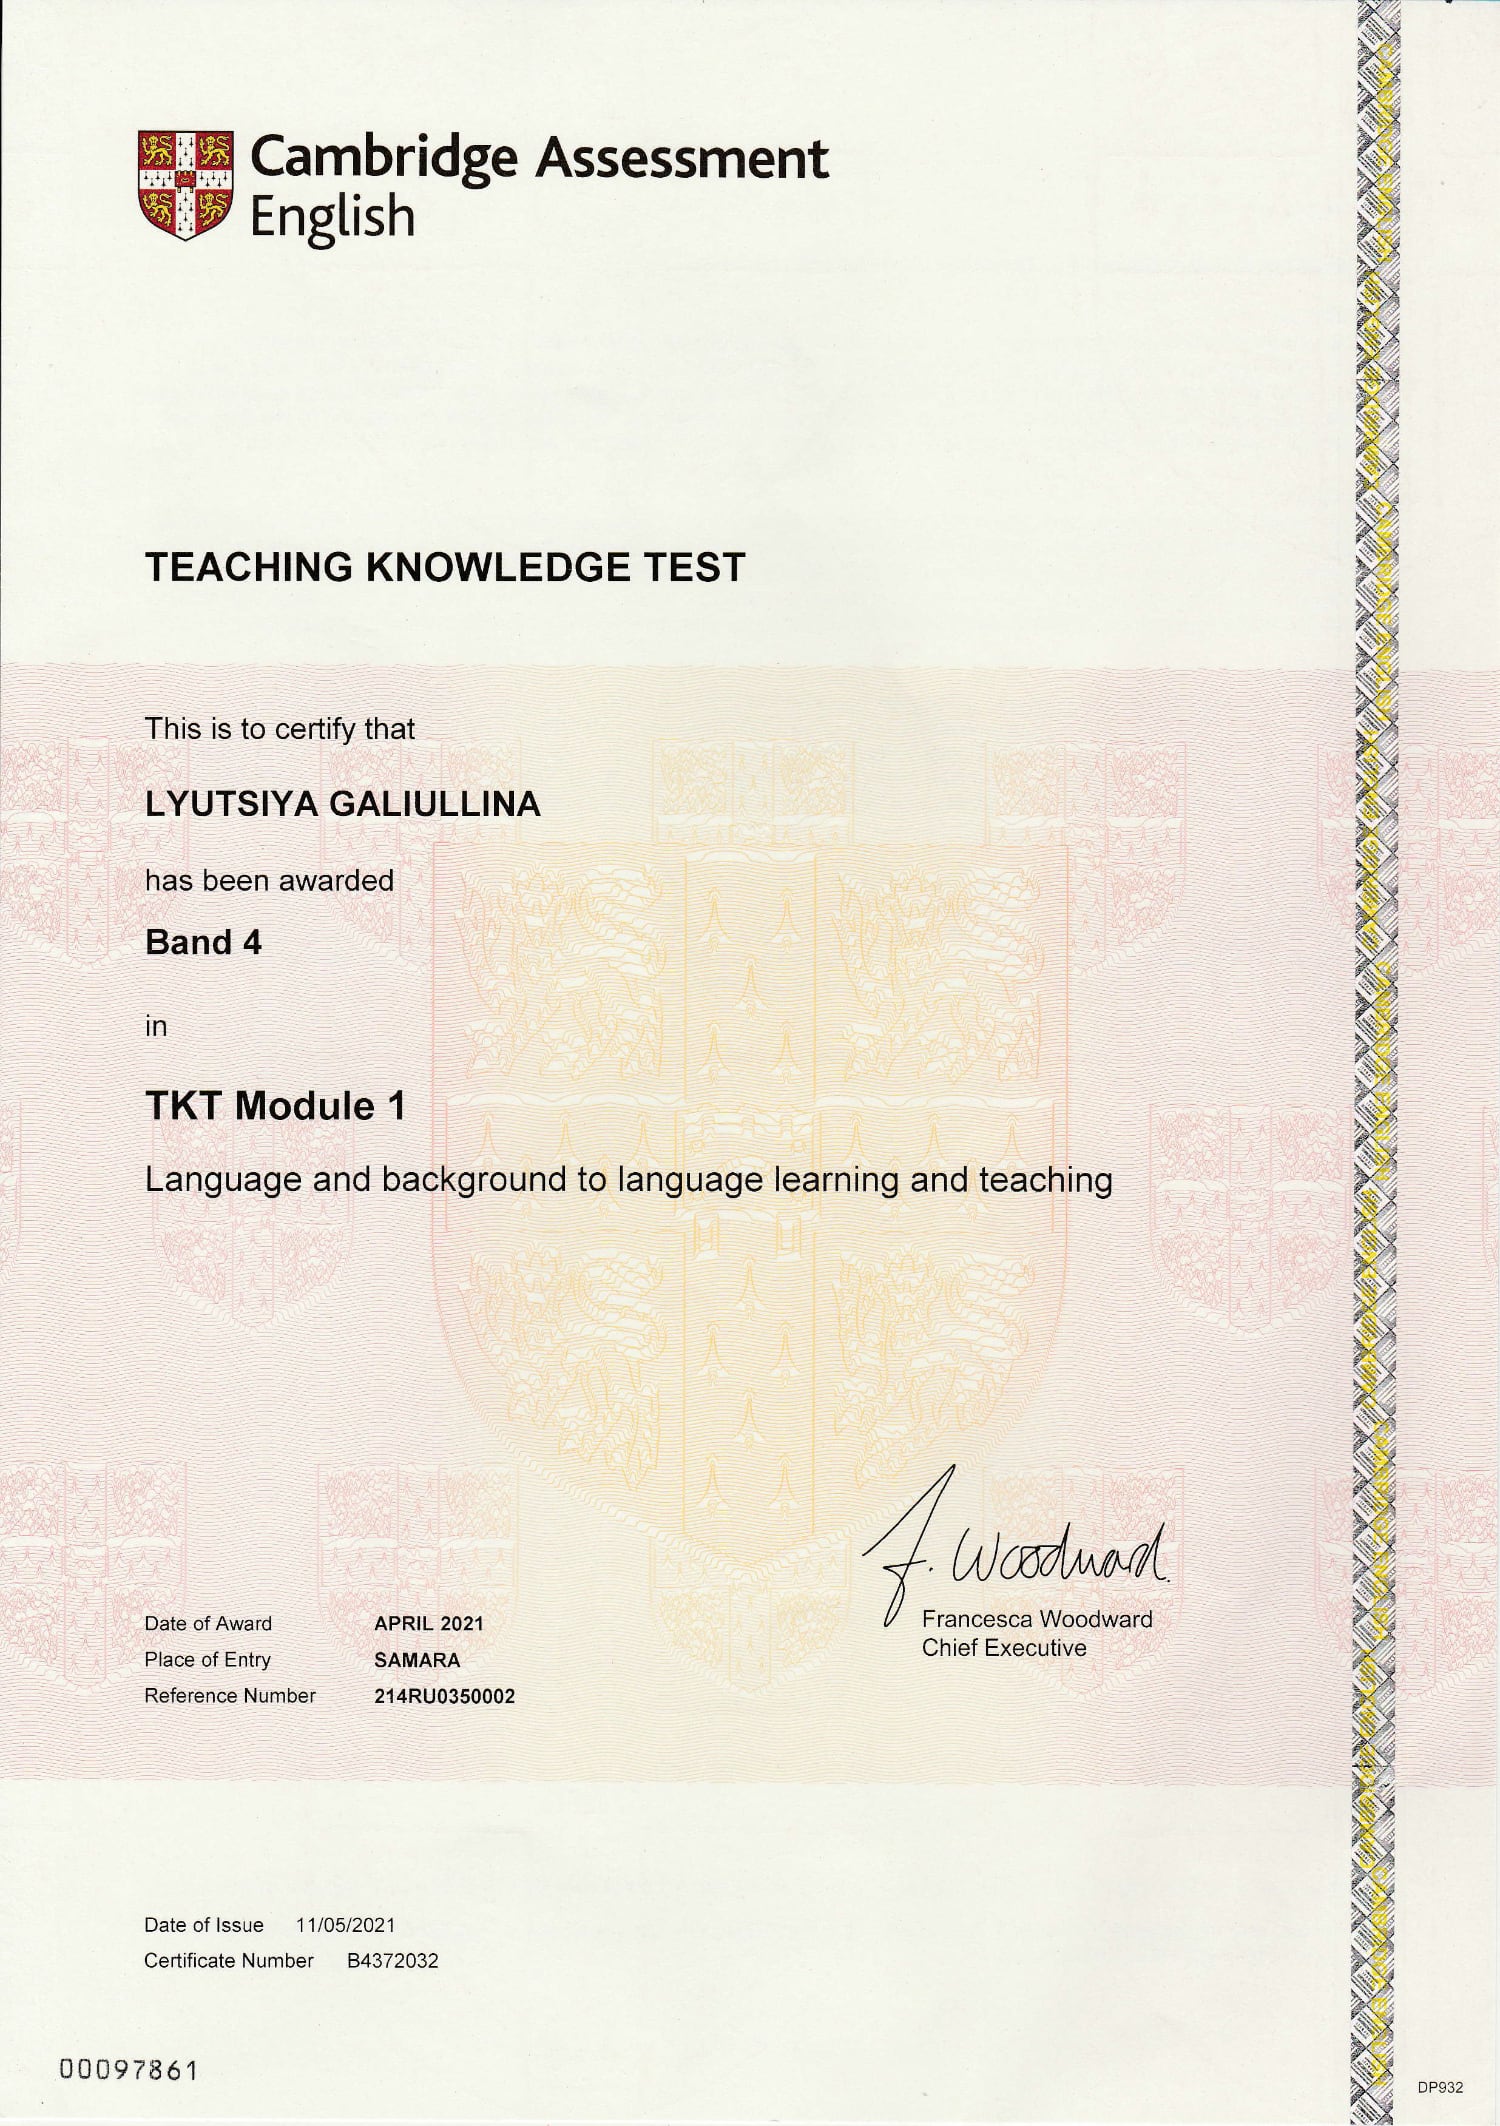 Cambridge Assessment
English
TEACHING KNOWLEDGE TEST
This is to certify that
LYUTSIYA GALIULLINA
has been awarded
Band 4
in
TKT Module 1
Language and background to language learning and teaching
F. Woodward
Francesca Woodward
Chief Executive
Date of Award APRIL 2021
Place of Entry SAMARA
Reference Number 214RU0350002
Date of Issue 11/05/2021
Certificate Number B4372032
00097861
DP932